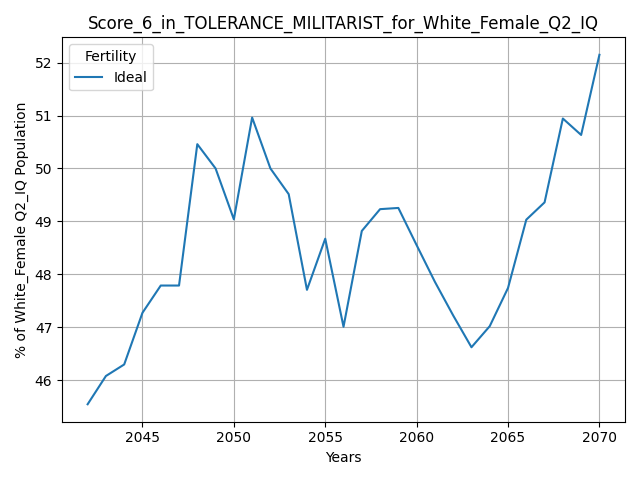 Score_6_in_TOLERANCE_MILITARIST_for_White_Female_Q2_IQ
Fertility
Ideal
% of White_Female Q2_IQ Population
52
51
50
49
48
47
46
2045
2050
2055
2060
2065
2070
Years